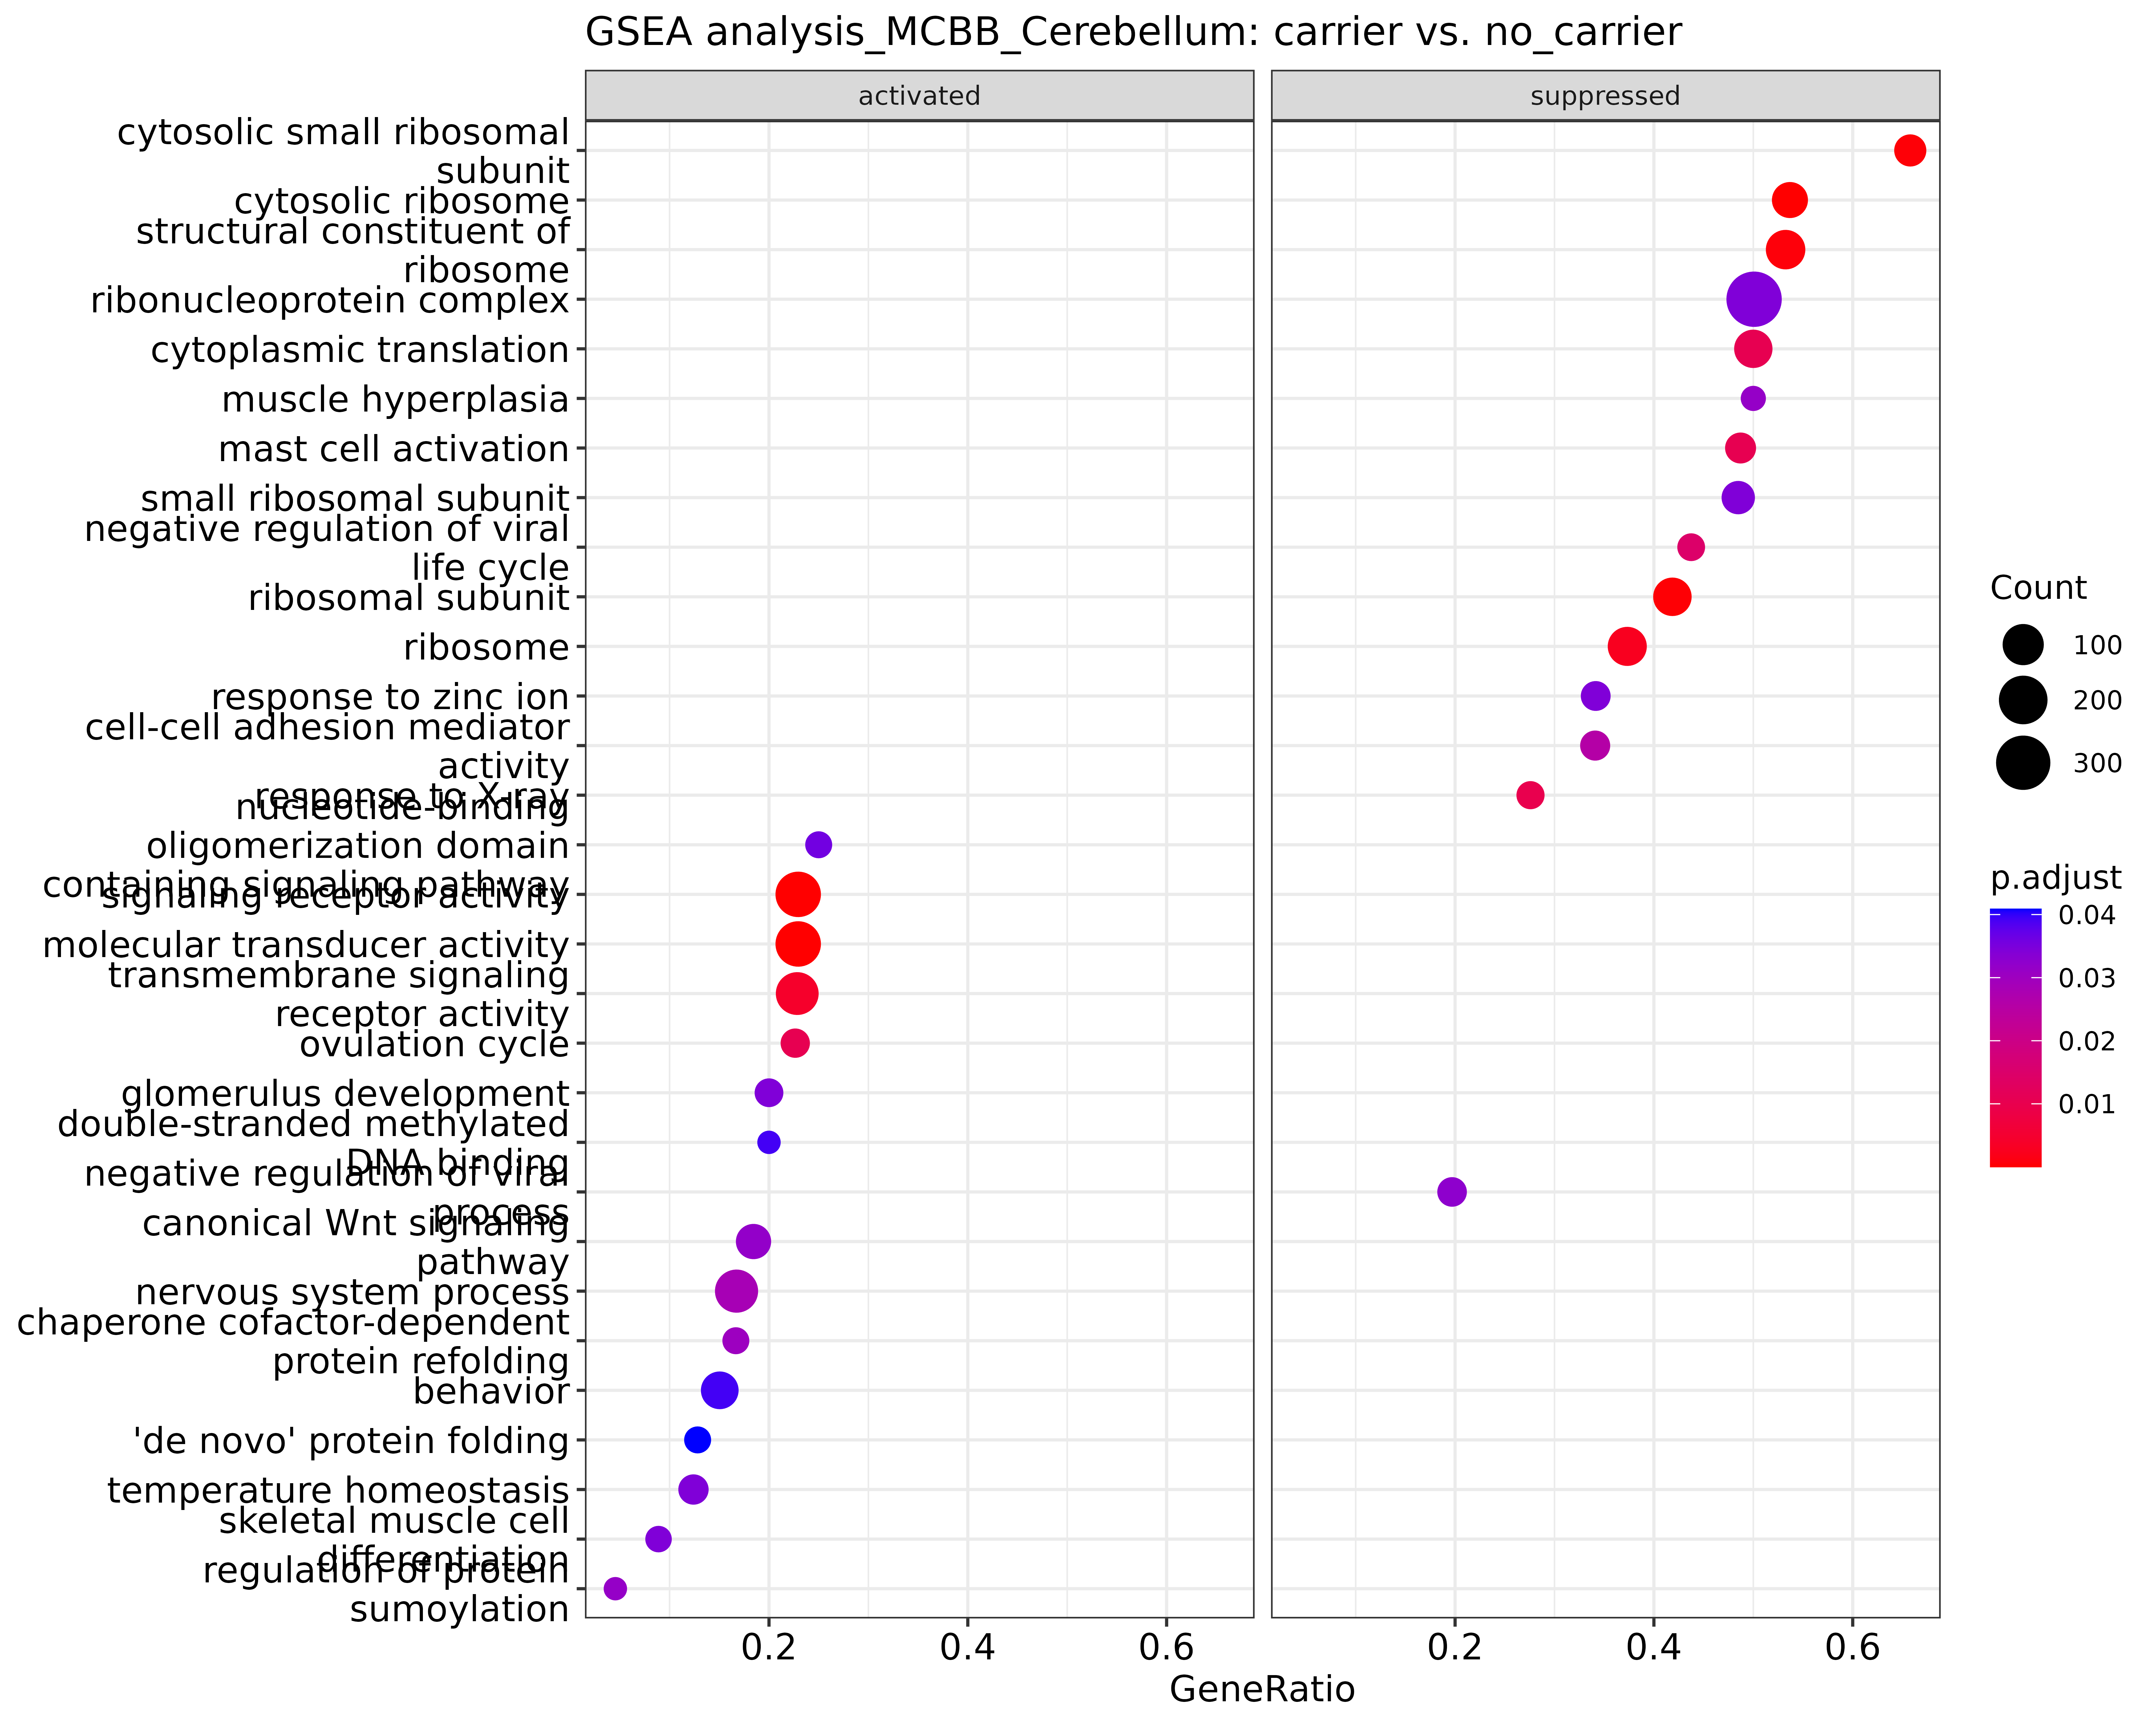 GSEA analysis_MCBB_Cerebellum: carrier vs. no_carrier
activated
suppressed
cytosolic small ribosomal
subunit
cytosolic ribosome
structural constituent of
ribosome
ribonucleoprotein complex
cytoplasmic translation
muscle hyperplasia
mast cell activation
small ribosomal subunit
negative regulation of viral
life cycle
ribosomal subunit
ribosome
response to zinc ion
cell-cell adhesion mediator
activity
response to X-ray
nucleotide-binding
oligomerization domain
containing signaling pathway
signaling receptor activity
molecular transducer activity
transmembrane signaling
receptor activity
ovulation cycle
glomerulus development
double-stranded methylated
DNA binding
negative regulation of viral
process
canonical Wnt signaling
pathway
nervous system process
chaperone cofactor-dependent
protein refolding
behavior
'de novo' protein folding
temperature homeostasis
skeletal muscle cell
differentiation
regulation of protein
sumoylation
0.2 0.4 0.6
0.2 0.4 0.6
GeneRatio
Count
100
200
300
p.adjust
0.04
0.03
0.02
0.01